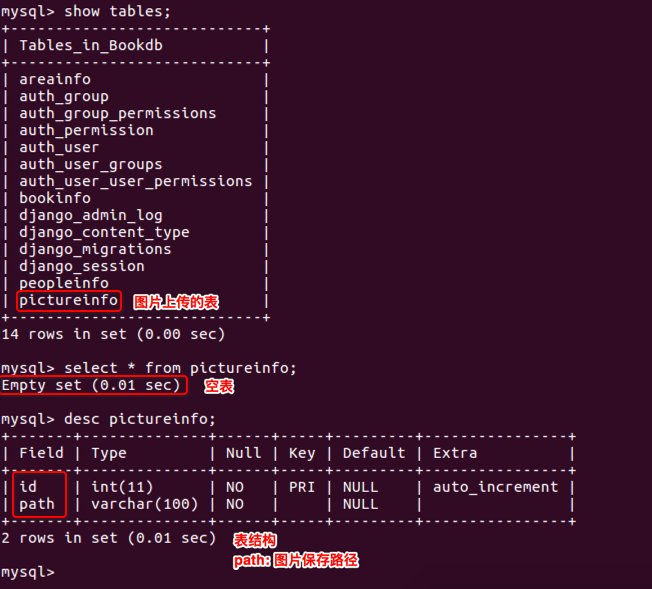 mysql> show tables;
+----------------------------+
| Tables_in_Bookdb           |
+----------------------------+
| areainfo                   |
| auth_group                 |
| auth_group_permissions     |
| auth_permission            |
| auth_user                  |
| auth_user_groups           |
| auth_user_user_permissions |
| bookinfo                   |
| django_admin_log           |
| django_content_type        |
| django_migrations          |
| django_session             |
| peopleinfo                 |
| pictureinfo                | 图片上传的表
+----------------------------+
14 rows in set (0.00 sec)
mysql> select * from pictureinfo;
Empty set (0.01 sec) 空表
mysql> desc pictureinfo;
+-------+--------------+------+-----+---------+----------------+
| Field | Type         | Null | Key | Default | Extra          |
+-------+--------------+------+-----+---------+----------------+
| id    | int(11)      | NO   | PRI | NULL    | auto_increment |
| path  | varchar(100) | NO   |     | NULL    |                |
+-------+--------------+------+-----+---------+----------------+
2 rows in set (0.01 sec) 表结构
path: 图片保存路径
mysql>